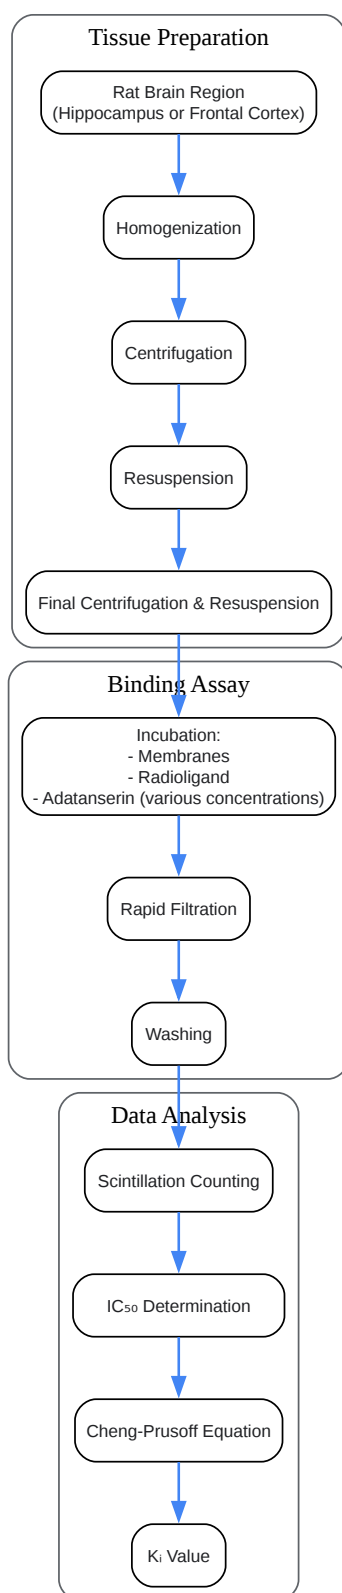 Tissue Preparation
Rat Brain Region
(Hippocampus or Frontal Cortex)
Homogenization
Centrifugation
Resuspension
Final Centrifugation & Resuspension
Binding Assay
Incubation:
- Membranes
- Radioligand
- Adatanserin (various concentrations)
Rapid Filtration
Washing
Data Analysis
Scintillation Counting
IC₅₀ Determination
Cheng-Prusoff Equation
Kᵢ Value